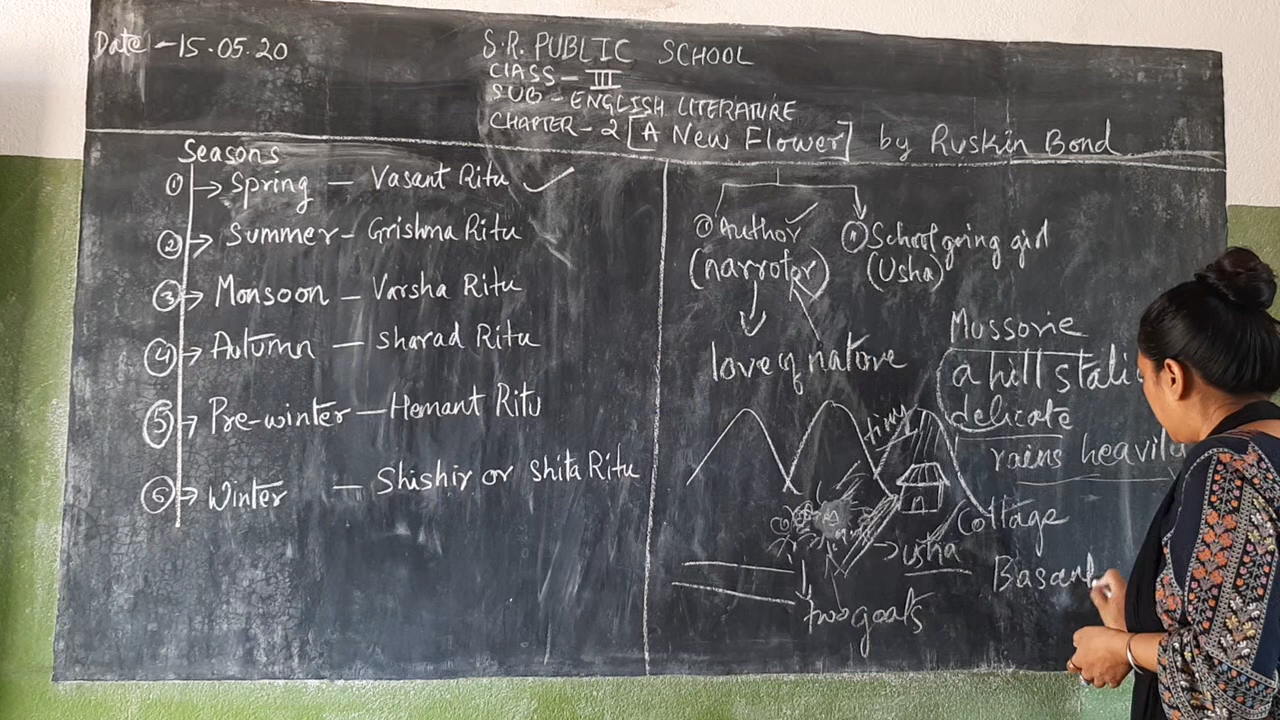 Date - 15.05.20
S.R. PUBLIC SCHOOL
CLASS - III
SUB - ENGLISH LITERATURE
CHAPTER - 2 [A New Flower] by Ruskin Bond
Seasons
① → Spring - Vasant Ritu ✓
② → Summer - Grishma Ritu
③ → Monsoon - Varsha Ritu
④ → Autumn - Sharad Ritu
⑤ → Pre-winter - Hemant Ritu
⑥ → Winter - Shishir or Shita Ritu
① Author ✓
(narrotor)
love of nature
School going girl
(Usha)
Mussorie
a hill stati
delicate
rains heavily
tiny
Cottage
→ usha
Basant
two goats